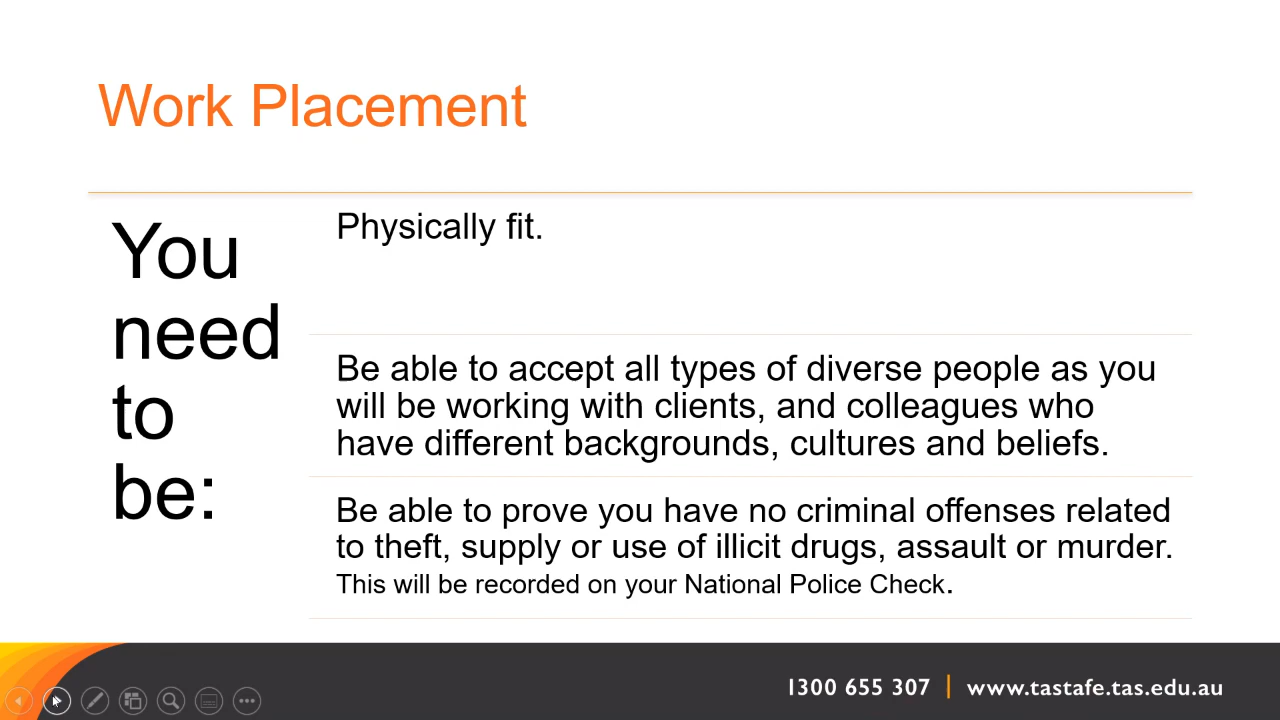 Work Placement
You
need
to
be:
Physically fit.
Be able to accept all types of diverse people as you
will be working with clients, and colleagues who
have different backgrounds, cultures and beliefs.
Be able to prove you have no criminal offenses related
to theft, supply or use of illicit drugs, assault or murder.
This will be recorded on your National Police Check.
1300 655 307 | www.tastafe.tas.edu.au